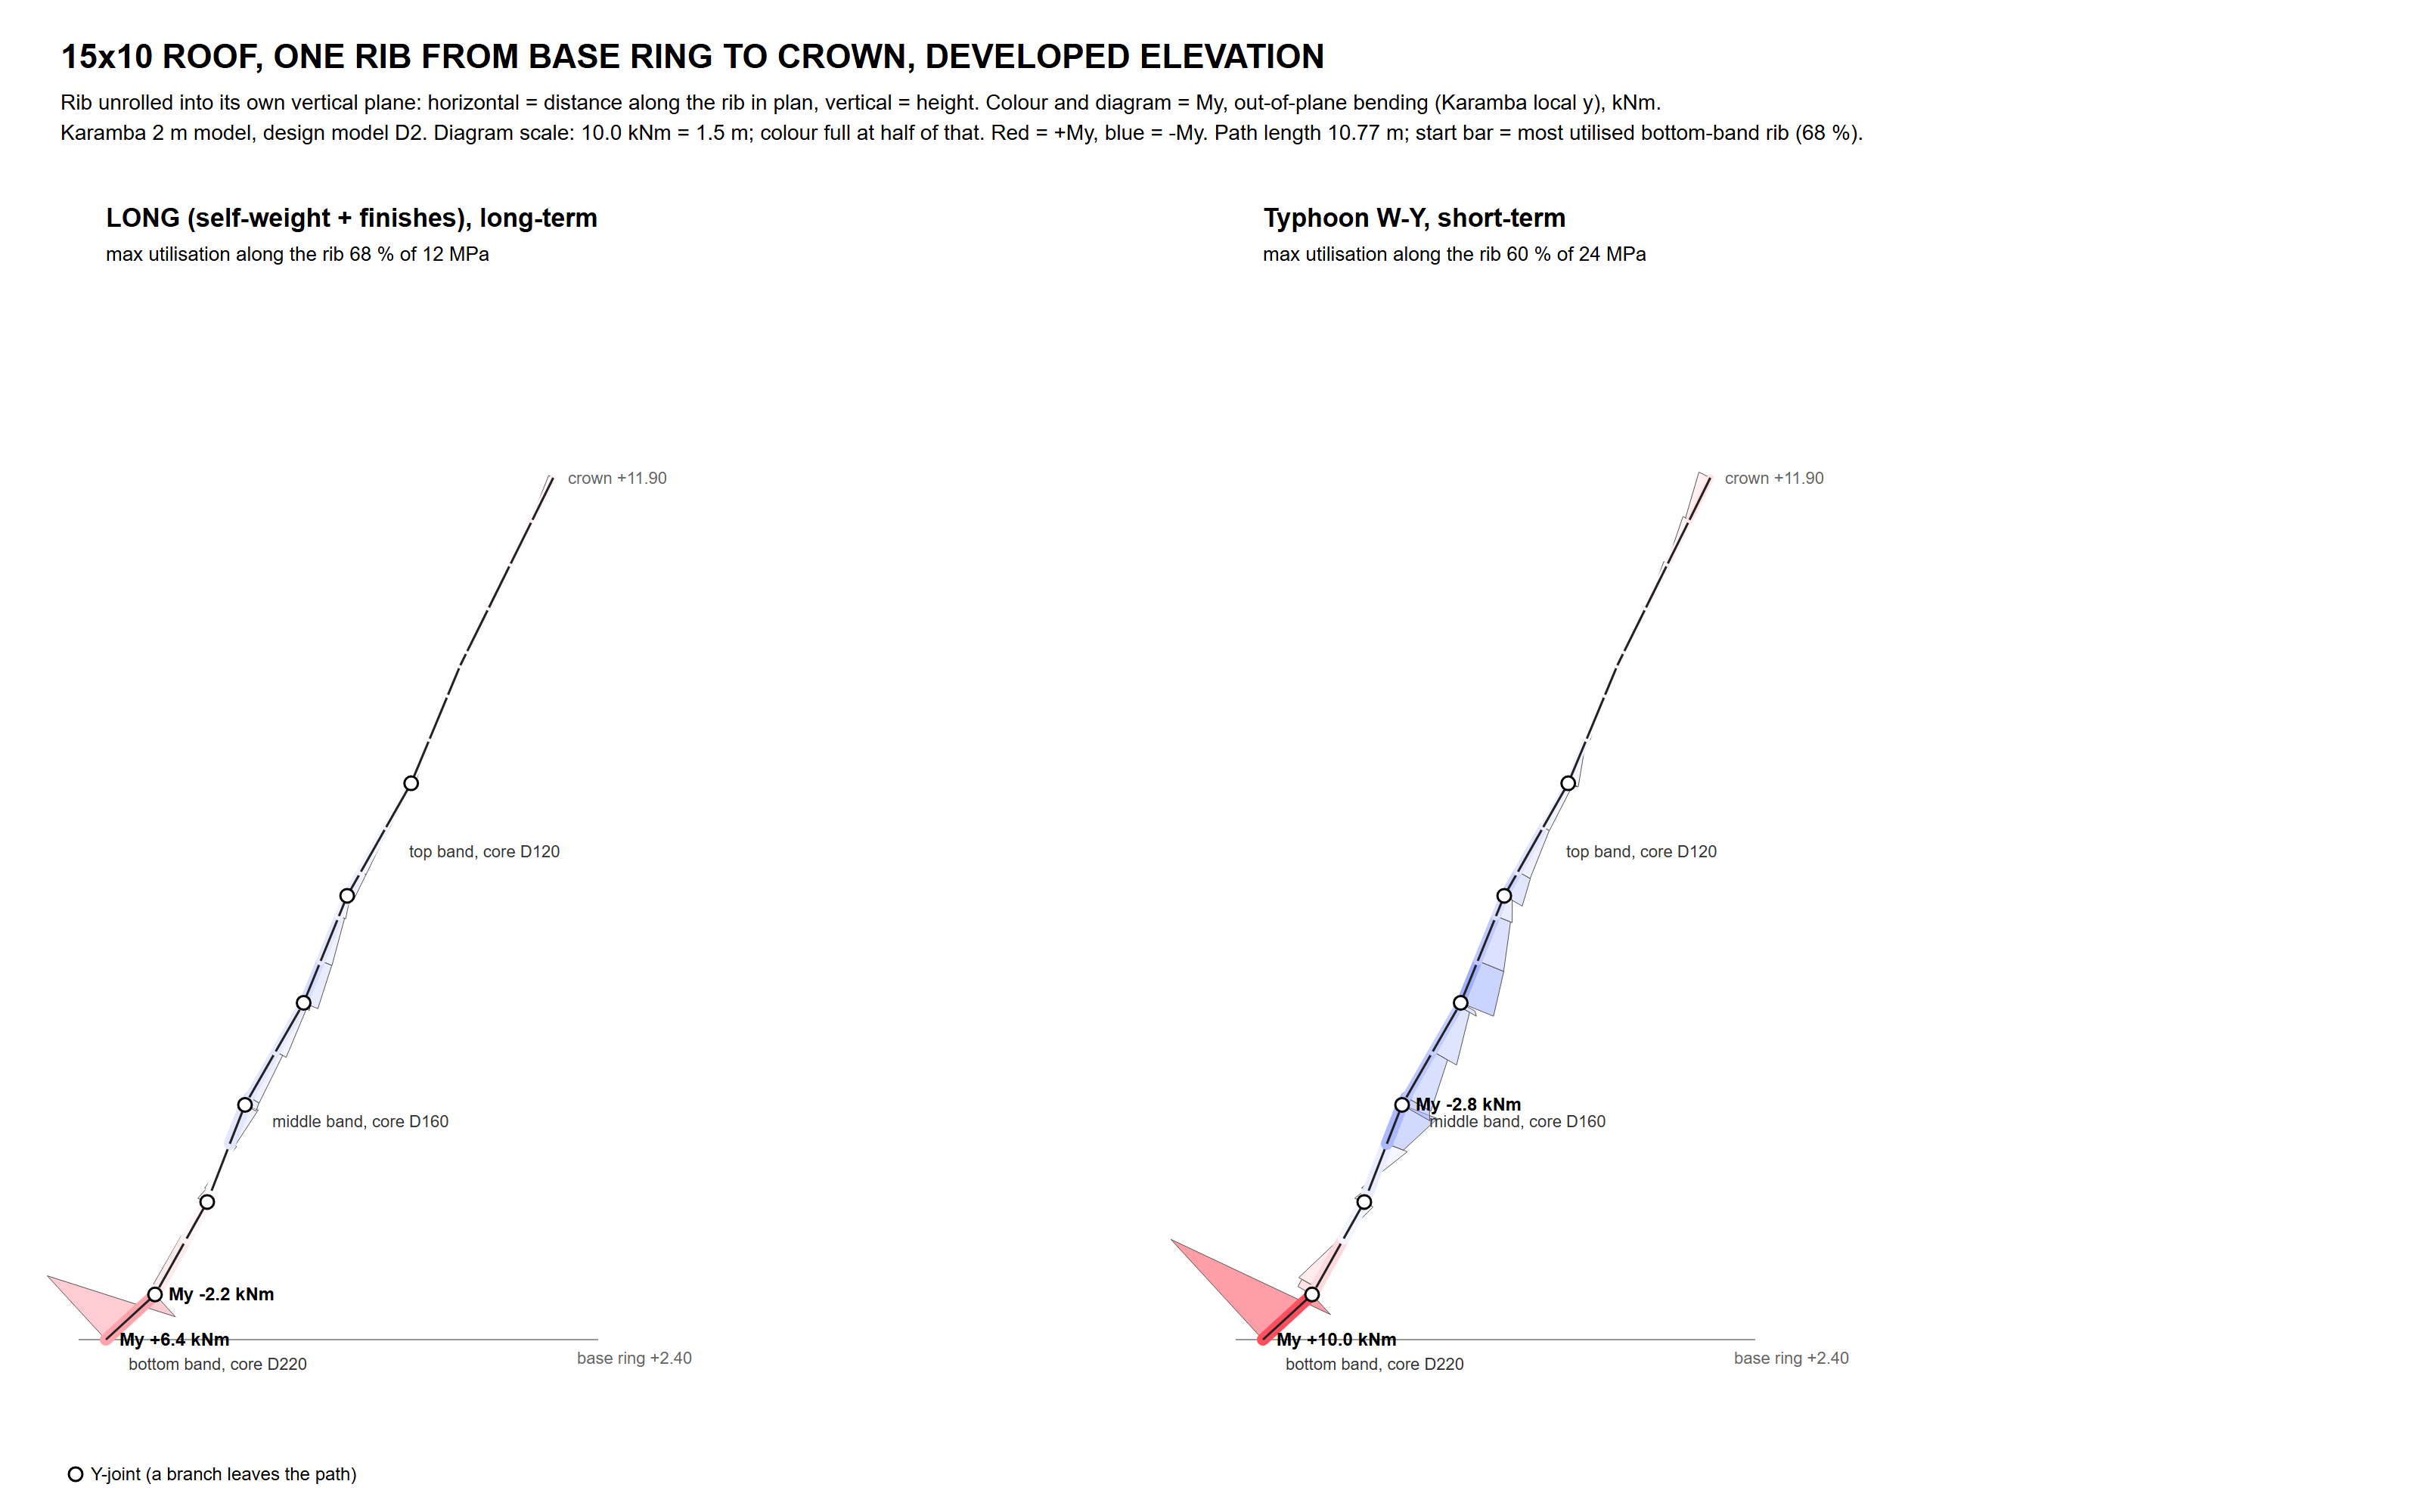 15x10 ROOF, ONE RIB FROM BASE RING TO CROWN, DEVELOPED ELEVATION
Rib unrolled into its own vertical plane: horizontal = distance along the rib in plan, vertical = height. Colour and diagram = My, out-of-plane bending (Karamba local y), kNm.
Karamba 2 m model, design model D2. Diagram scale: 10.0 kNm = 1.5 m; colour full at half of that. Red = +My, blue = -My. Path length 10.77 m; start bar = most utilised bottom-band rib (68 %).
LONG (self-weight + finishes), long-term
max utilisation along the rib 68 % of 12 MPa
crown +11.90
top band, core D120
middle band, core D160
My -2.2 kNm
My +6.4 kNm
base ring +2.40
bottom band, core D220
Typhoon W-Y, short-term
max utilisation along the rib 60 % of 24 MPa
crown +11.90
top band, core D120
My -2.8 kNm
middle band, core D160
My +10.0 kNm
base ring +2.40
bottom band, core D220
Y-joint (a branch leaves the path)